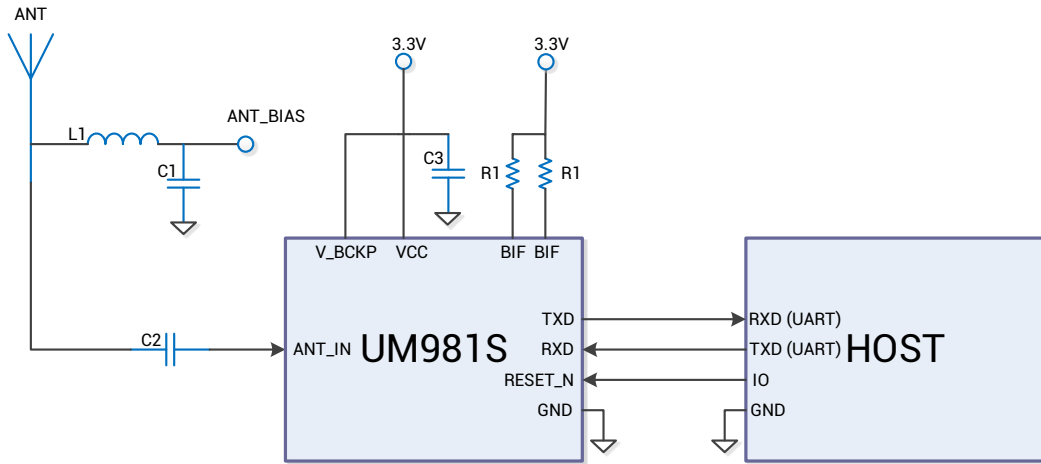 ANT
3.3V 3.3V
ANT_BIAS
L1
C1 C3 R1 R1
V_BCKP VCC BIF BIF
TXD RXD (UART)
C2 ANT_IN UM981S RXD TXD (UART) HOST
RESET_N IO
GND GND